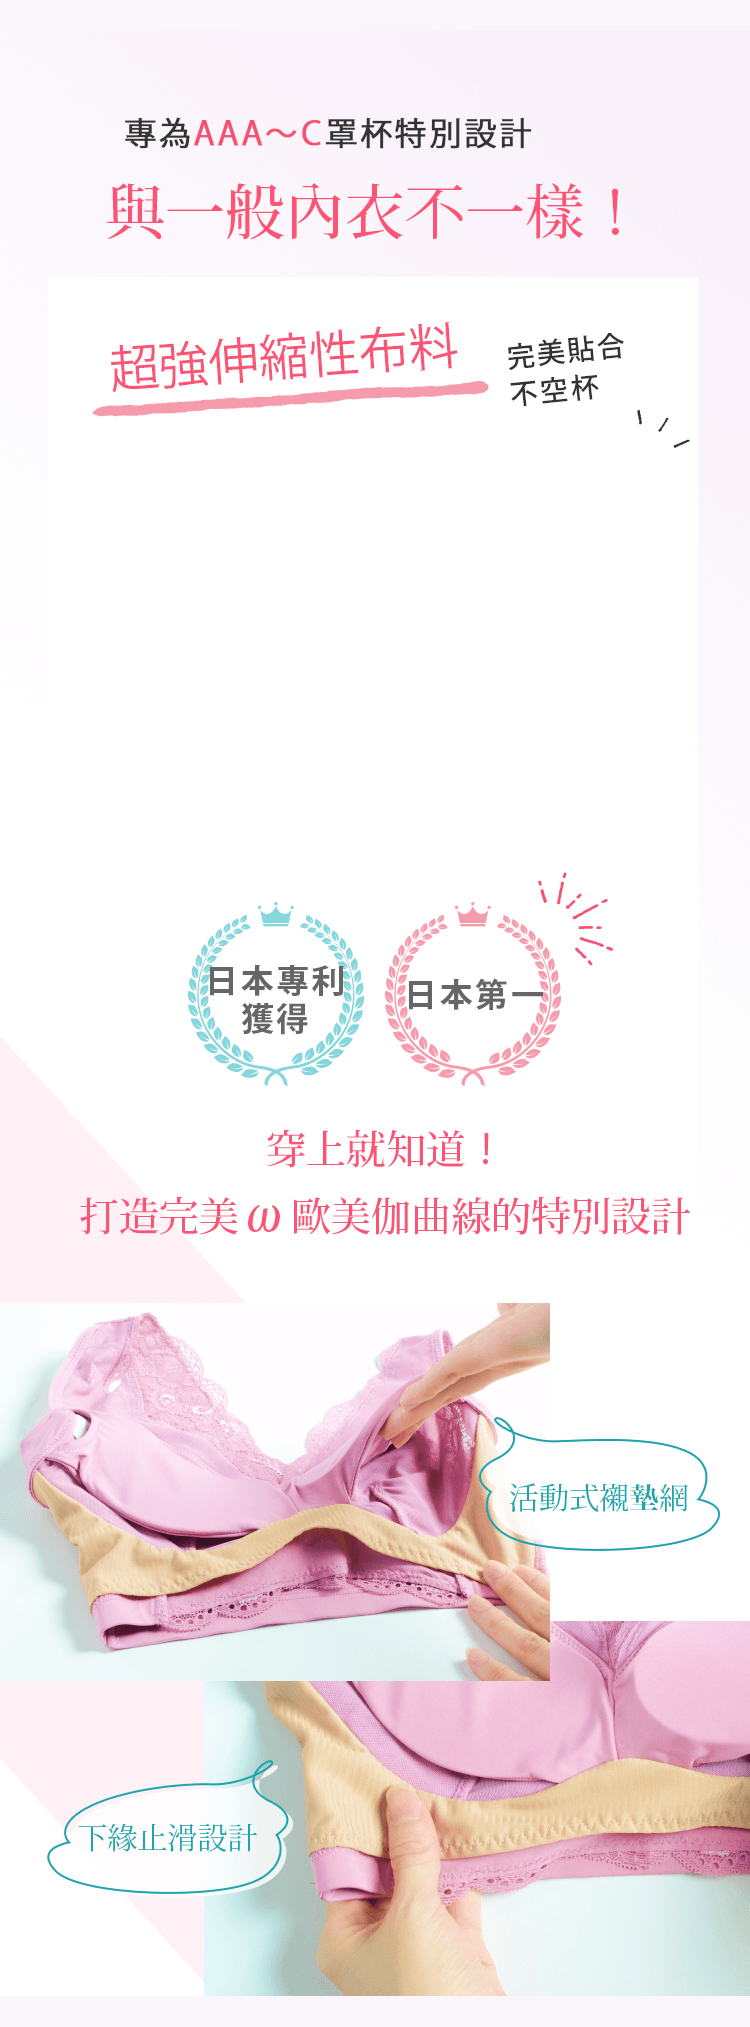 專為AAA～C罩杯特別設計
與一般內衣不一樣！
超強伸縮性布料
完美貼合
不空杯
日本專利
獲得
日本第一
穿上就知道！
打造完美ω歐美伽曲線的特別設計
活動式襯墊網
下緣止滑設計